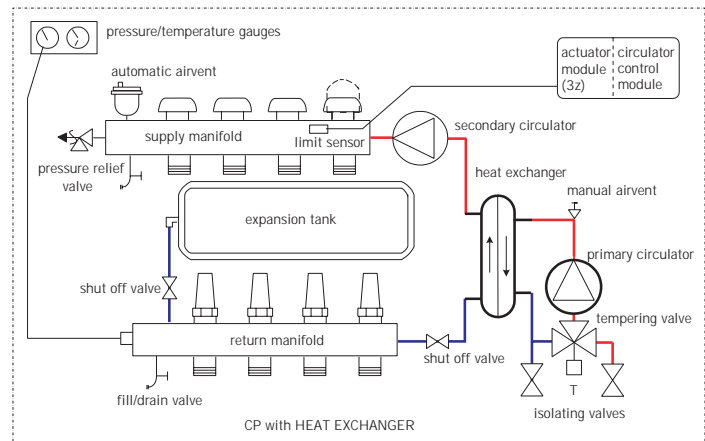 pressure/temperature gauges
automatic airvent
actuator
module
(3z)
circulator
control
module
supply manifold
limit sensor
secondary circulator
pressure relief
valve
heat exchanger
manual airvent
expansion tank
primary circulator
shut off valve
tempering valve
return manifold
shut off valve
T
fill/drain valve
isolating valves
CP with HEAT EXCHANGER